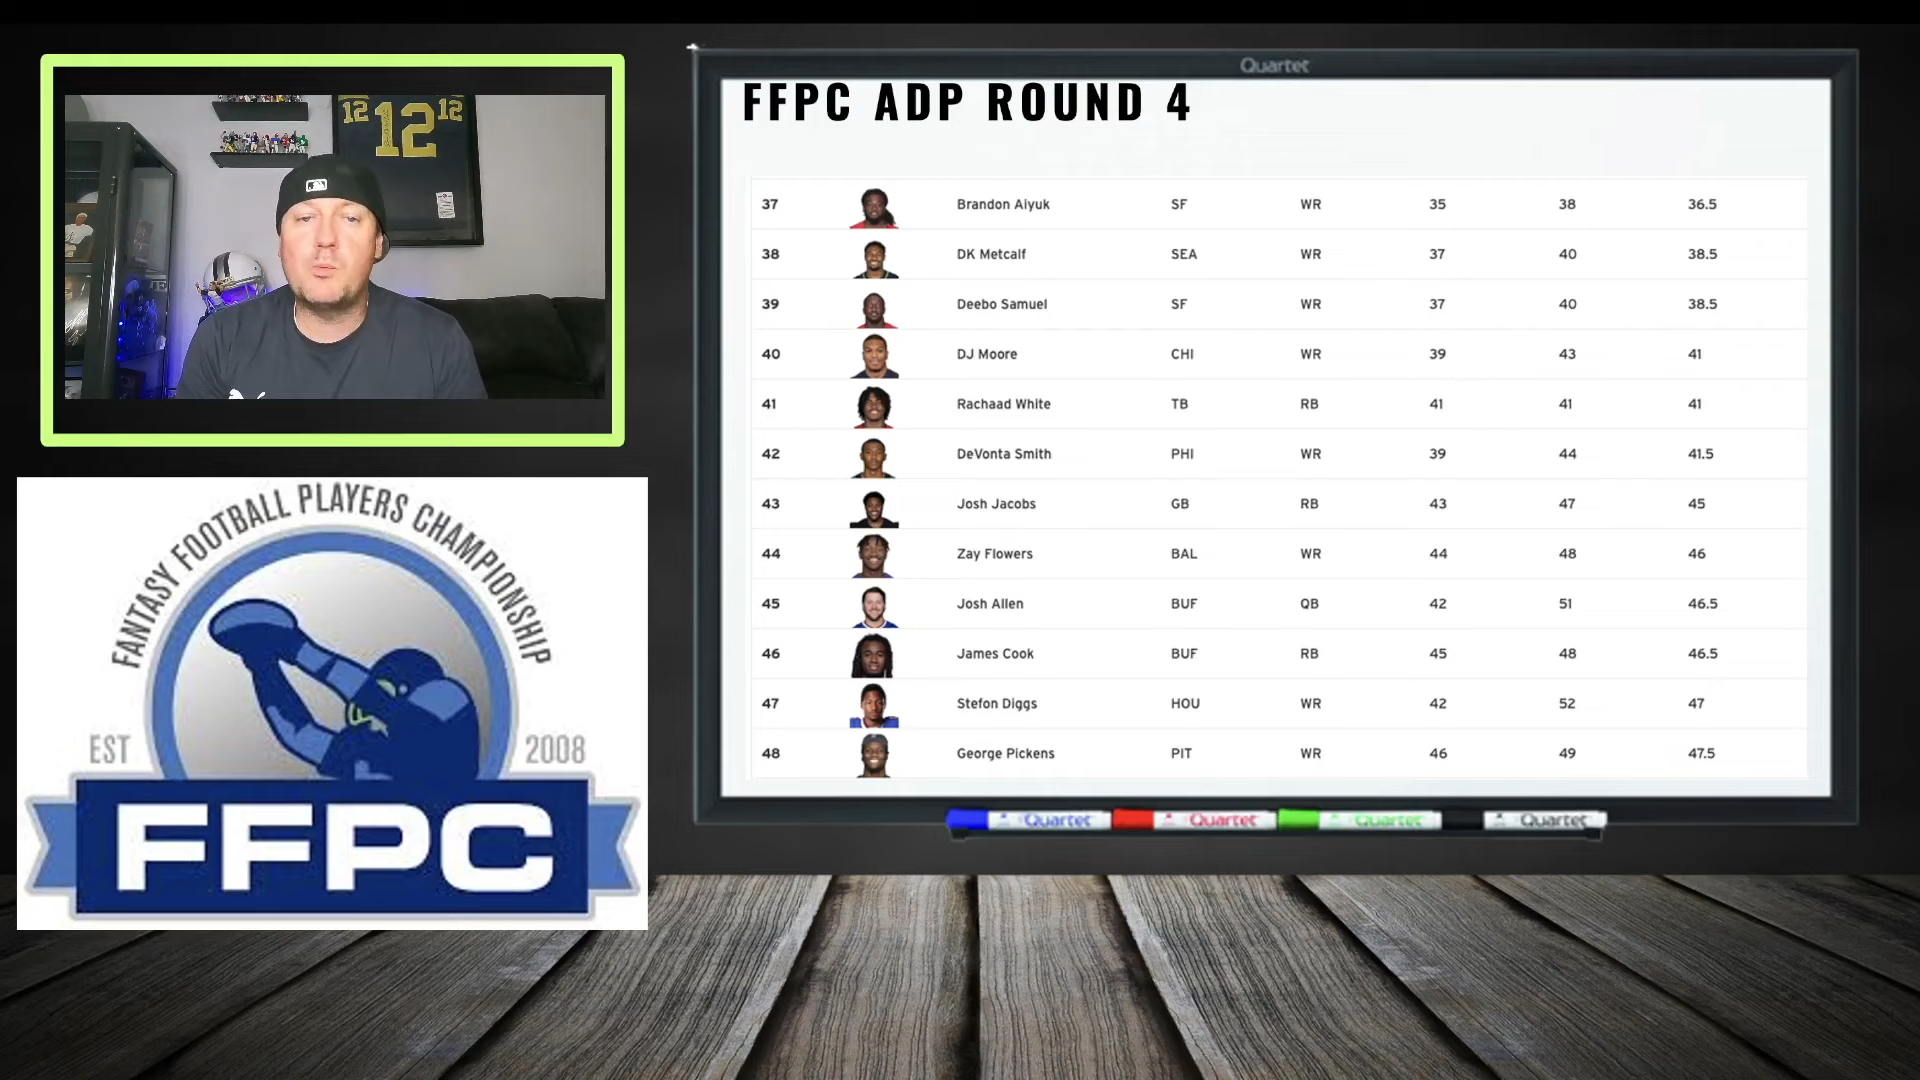 Quartet
FFPC ADP ROUND 4
37 Brandon Aiyuk SF WR 35 38 36.5
38 DK Metcalf SEA WR 37 40 38.5
39 Deebo Samuel SF WR 37 40 38.5
40 DJ Moore CHI WR 39 43 41
41 Rachaad White TB RB 41 41 41
42 DeVonta Smith PHI WR 39 44 41.5
43 Josh Jacobs GB RB 43 47 45
44 Zay Flowers BAL WR 44 48 46
45 Josh Allen BUF QB 42 51 46.5
46 James Cook BUF RB 45 48 46.5
47 Stefon Diggs HOU WR 42 52 47
48 George Pickens PIT WR 46 49 47.5
Quartet Quartet Quartet Quartet
12 12 12
FANTASY FOOTBALL PLAYERS CHAMPIONSHIP
EST 2008
FFPC